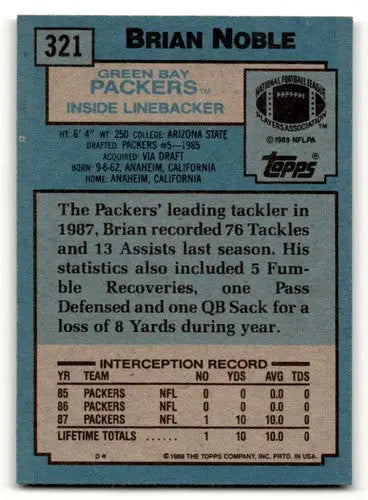 321
BRIAN NOBLE
GREEN BAY
PACKERS™
INSIDE LINEBACKER
HT: 6' 4" WT: 250 COLLEGE: ARIZONA STATE
DRAFTED: PACKERS #5—1985
ACQUIRED: VIA DRAFT
BORN: 9-6-62, ANAHEIM, CALIFORNIA
HOME: ANAHEIM, CALIFORNIA
NATIONAL FOOTBALL LEAGUE
PLAYERS ASSOCIATION
© 1988 NFLPA
Topps®
The Packers' leading tackler in
1987, Brian recorded 76 Tackles
and 13 Assists last season. His
statistics also included 5 Fum-
ble Recoveries, one Pass
Defensed and one QB Sack for a
loss of 8 Yards during year.
INTERCEPTION RECORD
YR TEAM NO YDS AVG TDS
85 PACKERS NFL 0 0 0.0 0
86 PACKERS NFL 0 0 0.0 0
87 PACKERS NFL 1 10 10.0 0
LIFETIME TOTALS ...... 1 10 10.0 0
D* © 1988 THE TOPPS COMPANY, INC. PRTD. IN U.S.A.